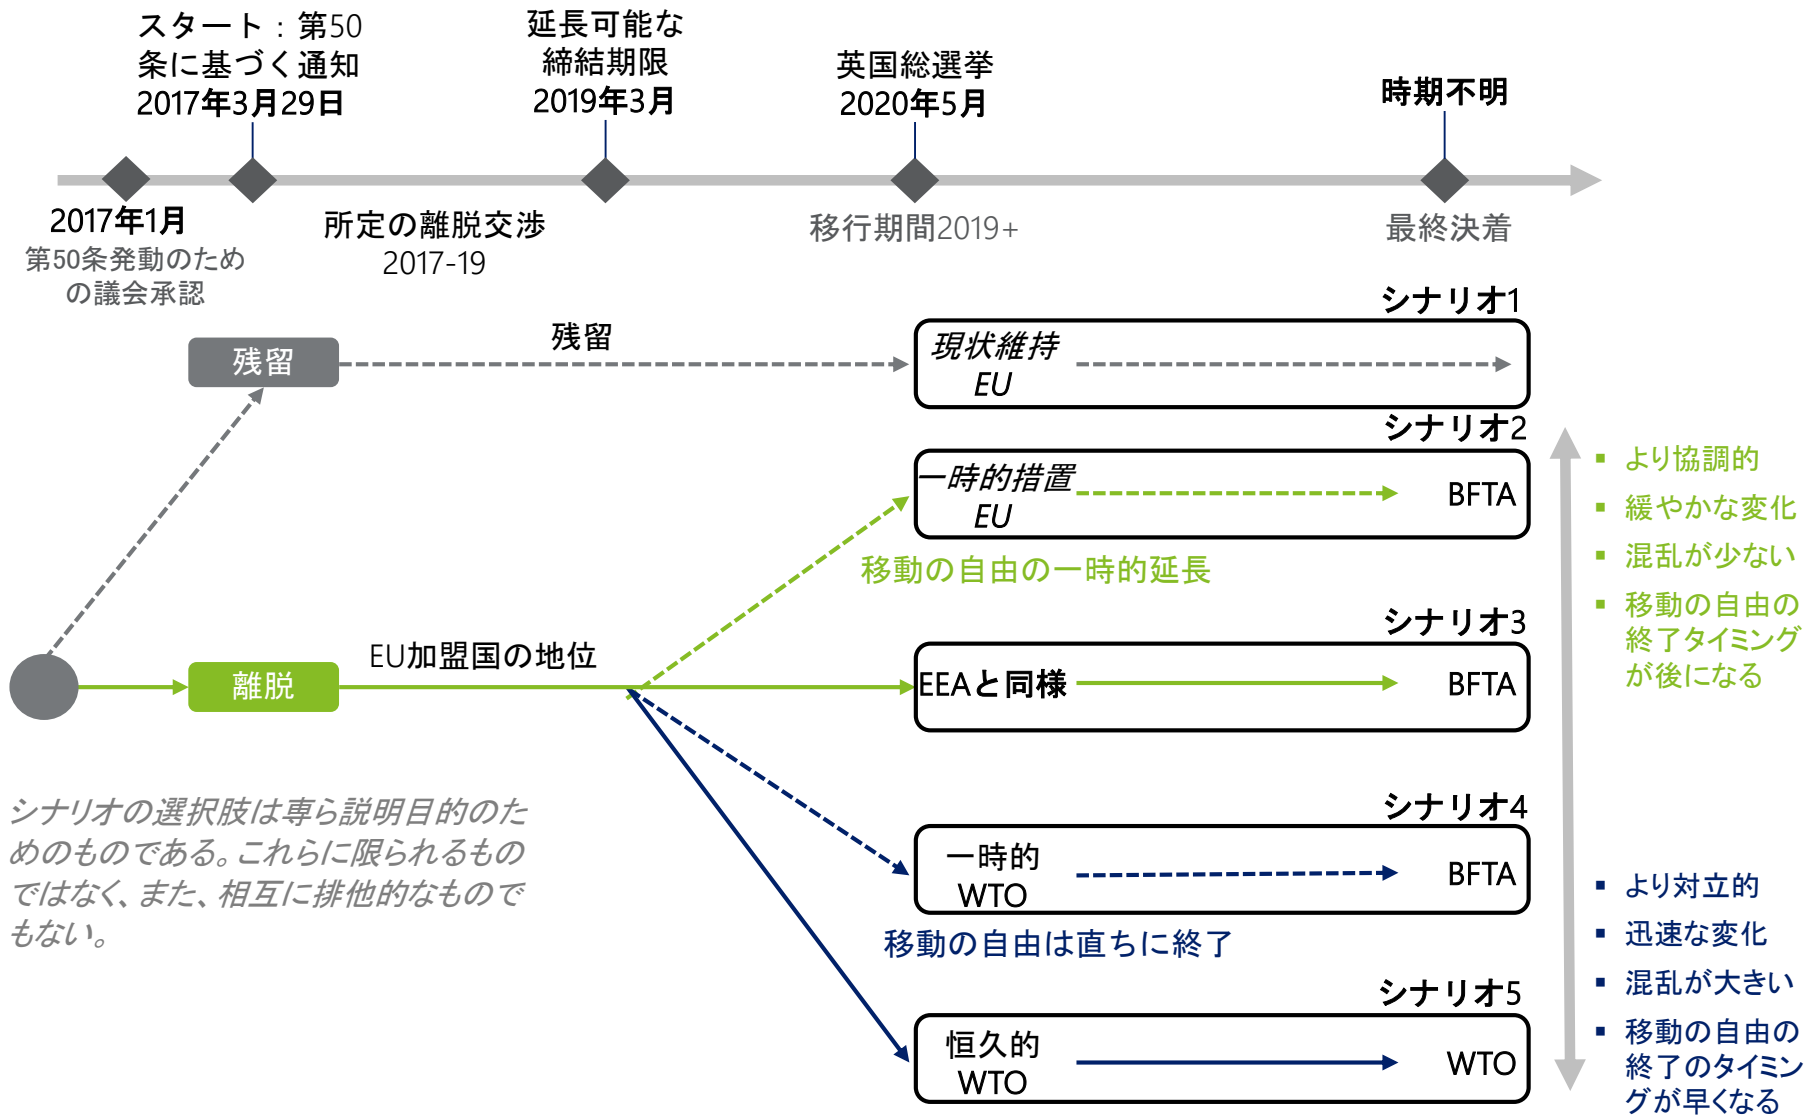 スタート：第50
条に基づく通知
2017年3月29日
延長可能な
締結期限
2019年3月
英国総選挙
2020年5月
時期不明
2017年1月
第50条発動のため
の議会承認
所定の離脱交渉
2017-19
移行期間2019+
最終決着
シナリオ1
残留
残留
現状維持
EU
シナリオ2
一時的措置
EU
BFTA
移動の自由の一時的延長
シナリオ3
離脱
EU加盟国の地位
EEAと同様
BFTA
シナリオ4
一時的
WTO
BFTA
移動の自由は直ちに終了
シナリオ5
恒久的
WTO
WTO
シナリオの選択肢は専ら説明目的のた
めのものである。これらに限られるもの
ではなく、また、相互に排他的なもので
もない。
▪ より協調的
▪ 緩やかな変化
▪ 混乱が少ない
▪ 移動の自由の
終了タイミング
が後になる
▪ より対立的
▪ 迅速な変化
▪ 混乱が大きい
▪ 移動の自由の
終了のタイミン
グが早くなる